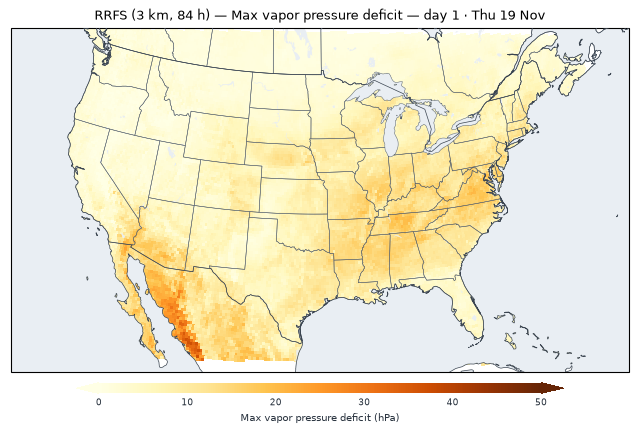 RRFS (3 km, 84 h) — Max vapor pressure deficit — day 1 · Thu 19 Nov
0 10 20 30 40 50
Max vapor pressure deficit (hPa)